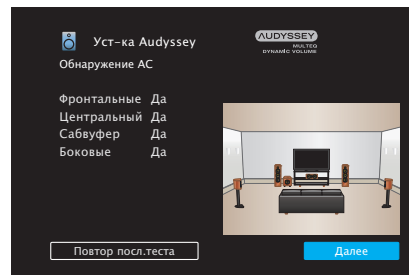 Уст-ка Audyssey
AUDYSSEY
MULTEQ
DYNAMIC VOLUME
Обнаружение АС
Фронтальные Да
Центральный Да
Сабвуфер Да
Боковые Да
Повтор посл.теста
Далее